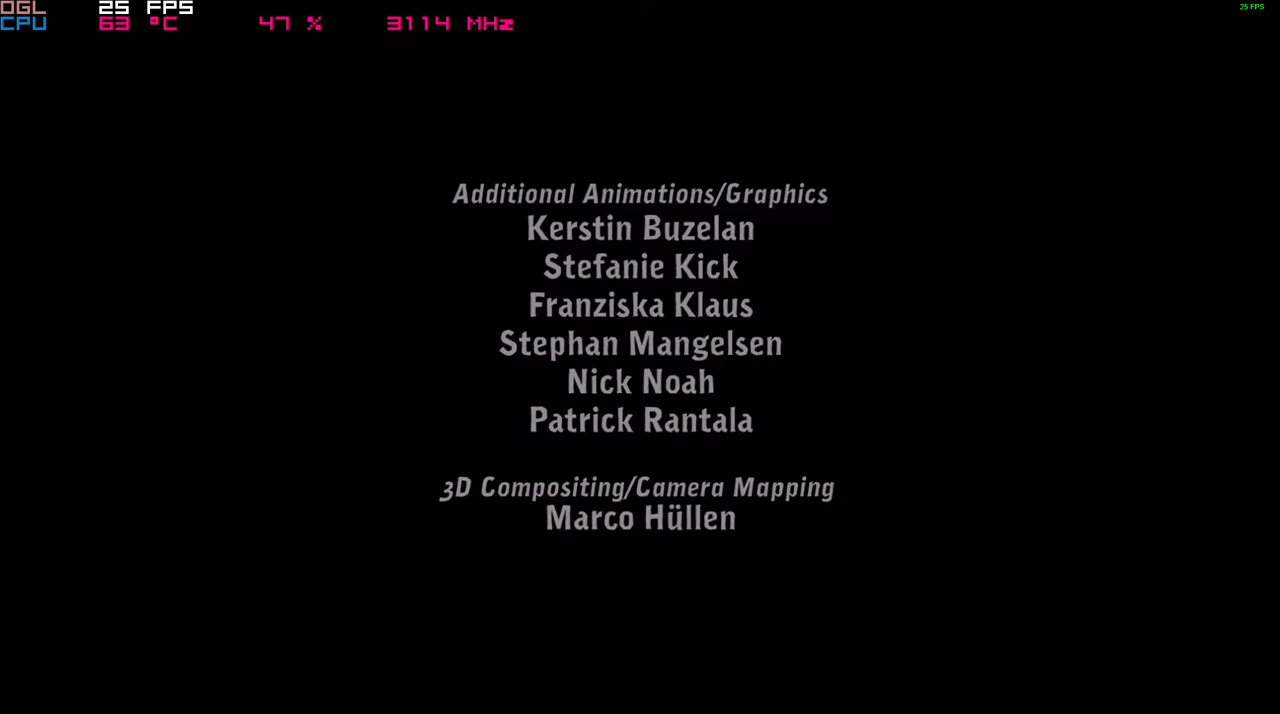 OGL 25 FPS
25 FPS
CPU 63 °C 47 % 3114 MHz
Additional Animations/Graphics
Kerstin Buzelan
Stefanie Kick
Franziska Klaus
Stephan Mangelsen
Nick Noah
Patrick Rantala
3D Compositing/Camera Mapping
Marco Hüllen